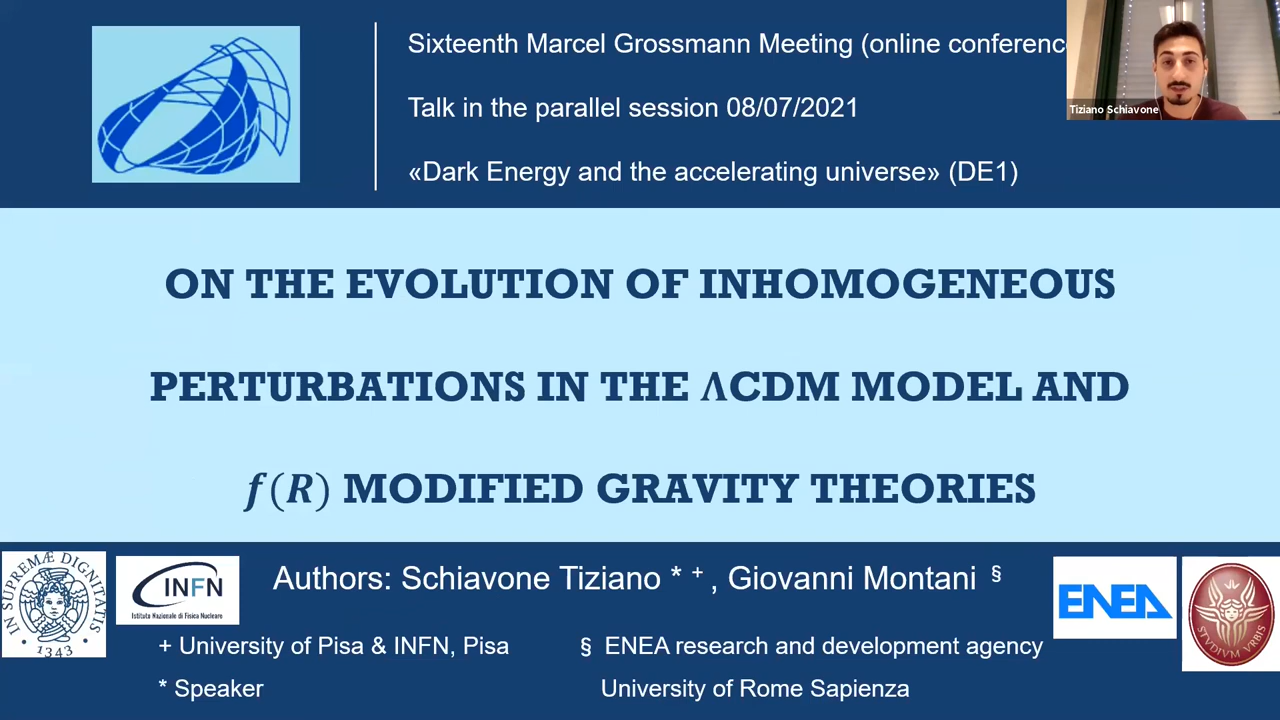 Sixteenth Marcel Grossmann Meeting (online conferenc
Tiziano Schiavone
Talk in the parallel session 08/07/2021
«Dark Energy and the accelerating universe» (DE1)
ON THE EVOLUTION OF INHOMOGENEOUS
PERTURBATIONS IN THE ΛCDM MODEL AND
f(R) MODIFIED GRAVITY THEORIES
IN SUPREMÆ DIGNITATIS
1343
INFN
Istituto Nazionale di Fisica Nucleare
Authors: Schiavone Tiziano * + , Giovanni Montani §
ENEA
STVDIVM VRBIS
+ University of Pisa & INFN, Pisa
§ ENEA research and development agency
* Speaker
University of Rome Sapienza